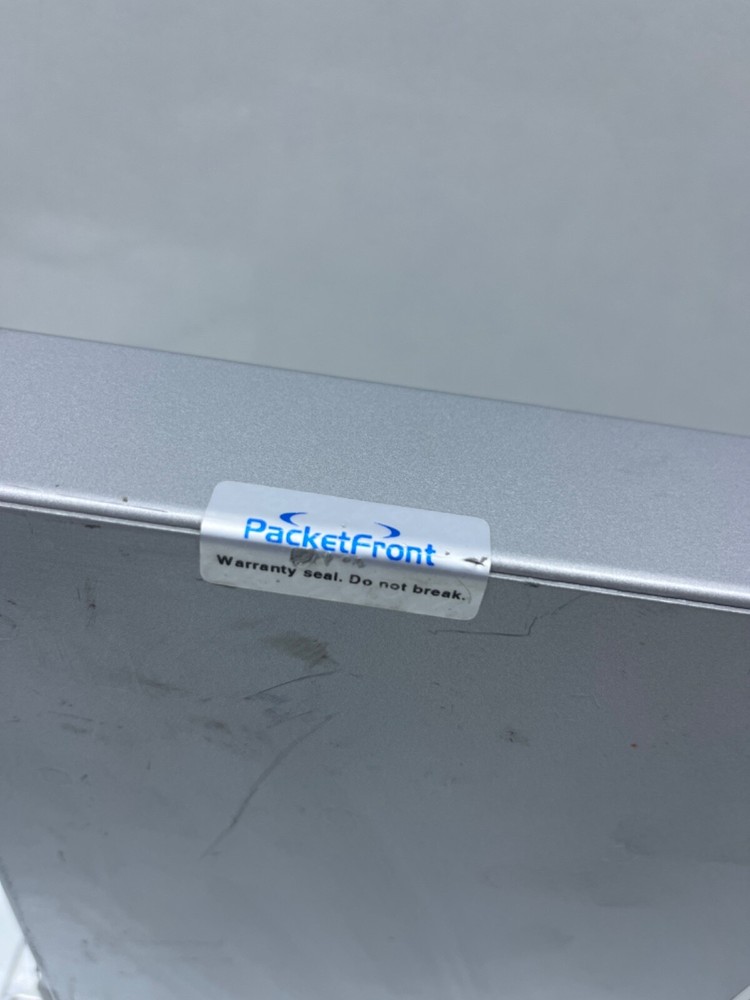 PacketFront
Warranty seal. Do not break.